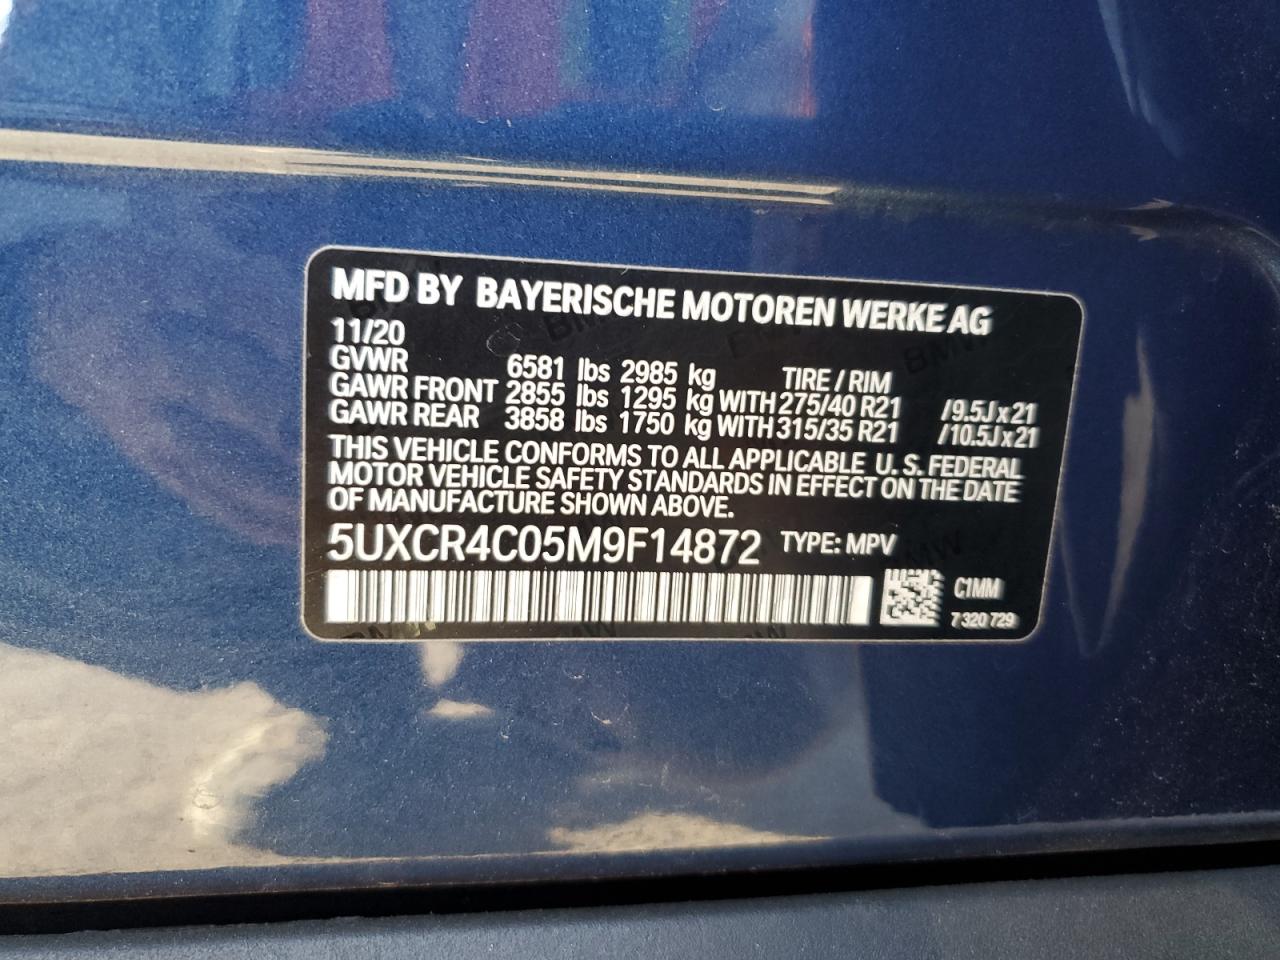 MFD BY BAYERISCHE MOTOREN WERKE AG
11/20
GVWR 6581 lbs 2985 kg TIRE / RIM
GAWR FRONT 2855 lbs 1295 kg WITH 275/40 R21 /9.5J x 21
GAWR REAR 3858 lbs 1750 kg WITH 315/35 R21 /10.5J x 21
THIS VEHICLE CONFORMS TO ALL APPLICABLE U. S. FEDERAL
MOTOR VEHICLE SAFETY STANDARDS IN EFFECT ON THE DATE
OF MANUFACTURE SHOWN ABOVE.
5UXCR4C05M9F14872 TYPE: MPV
C1MM
7 320 729